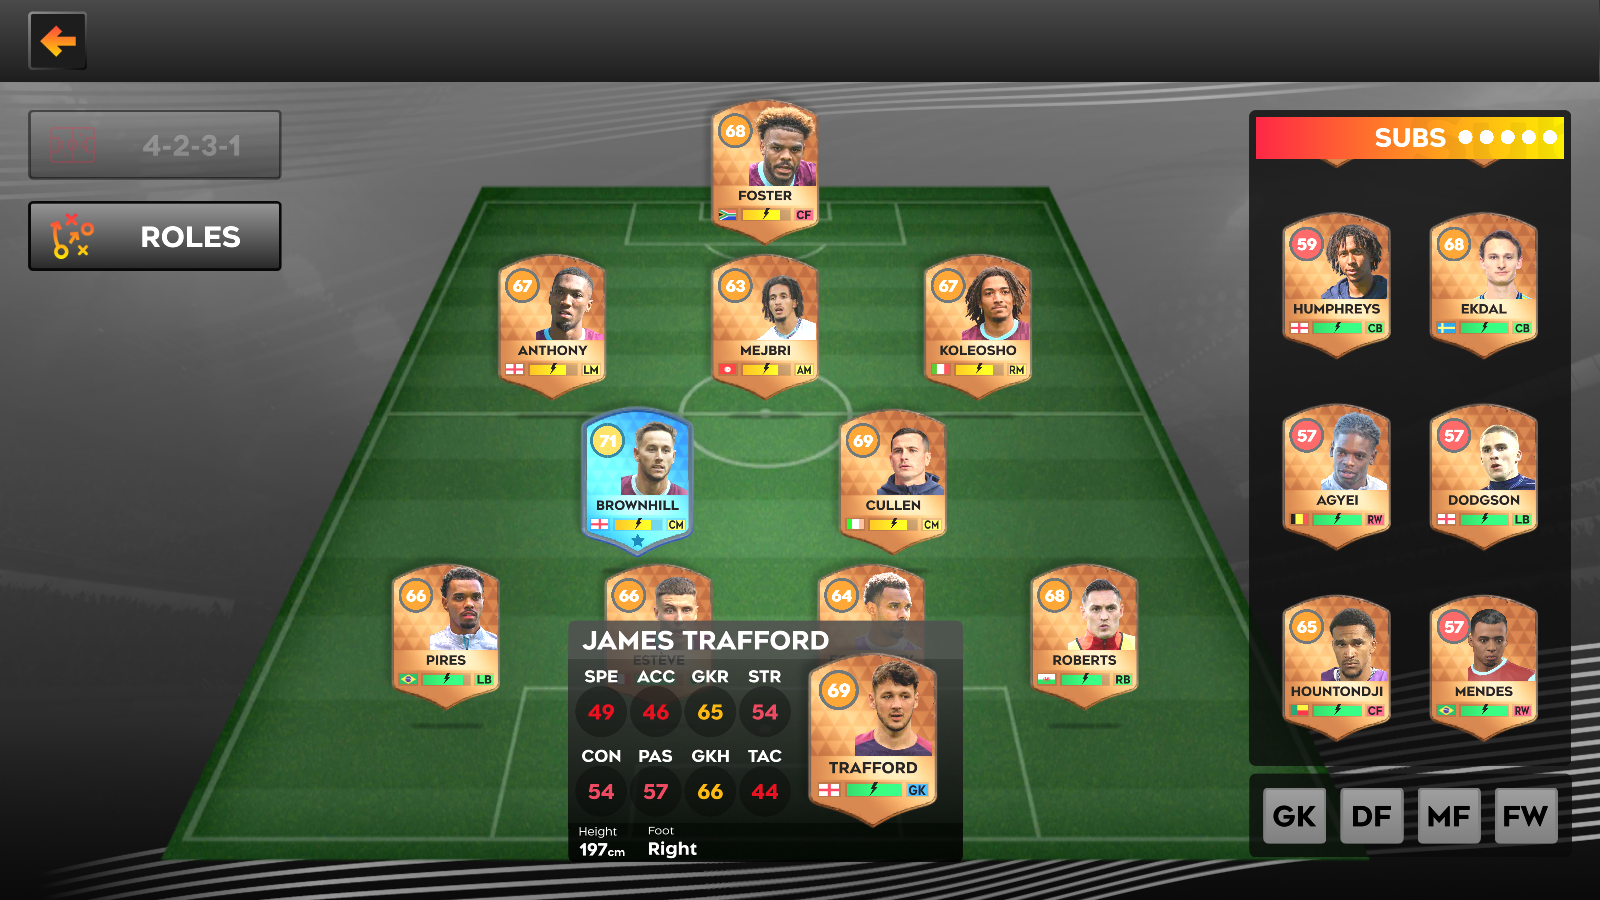 4-2-3-1
ROLES
68
FOSTER
CF
67
ANTHONY
LM
63
MEJBRI
AM
67
KOLEOSHO
RM
71
BROWNHILL
CM
69
CULLEN
CM
66
PIRES
LB
66
ESTÈVE
64
68
ROBERTS
RB
JAMES TRAFFORD
SPE ACC GKR STR
49 46 65 54
CON PAS GKH TAC
54 57 66 44
Height Foot
197cm Right
69
TRAFFORD
GK
SUBS
59
HUMPHREYS
CB
68
EKDAL
CB
57
AGYEI
RW
57
DODGSON
LB
65
HOUNTONDJI
CF
57
MENDES
RW
GK DF MF FW